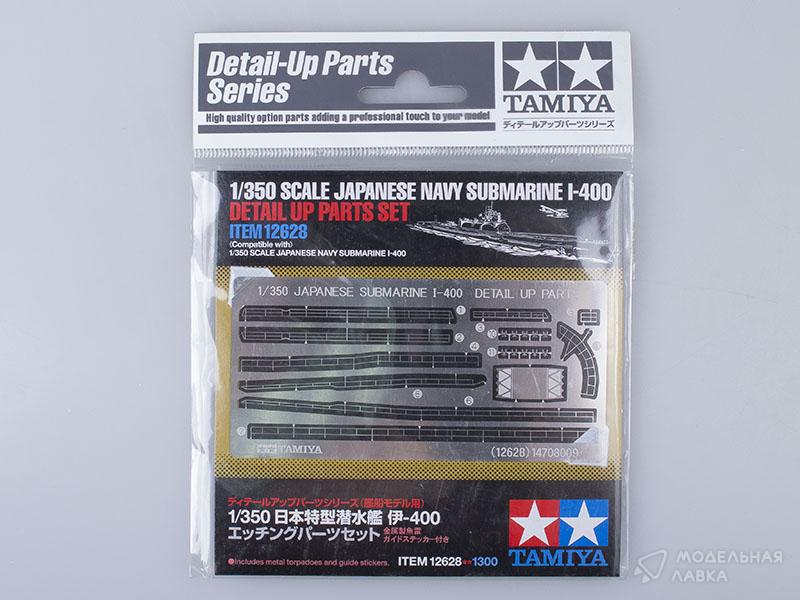 Detail-Up Parts
Series
High quality option parts adding a professional touch to your model
TAMIYA
ディテールアップパーツシリーズ
1/350 SCALE JAPANESE NAVY SUBMARINE I-400
DETAIL UP PARTS SET
ITEM 12628
(Compatible with)
1/350 SCALE JAPANESE NAVY SUBMARINE I-400
1/350 JAPANESE SUBMARINE I-400 DETAIL UP PARTS
TAMIYA
(12628) 14708009
ディテールアップパーツシリーズ(艦船モデル用)
1/350 日本特型潜水艦 伊-400
エッチングパーツセット
金属製魚雷
ガイドステッカー付き
●Includes metal torpedoes and guide stickers.
ITEM 12628★★1300
TAMIYA
МОДЕЛЬНАЯ
ЛАВКА